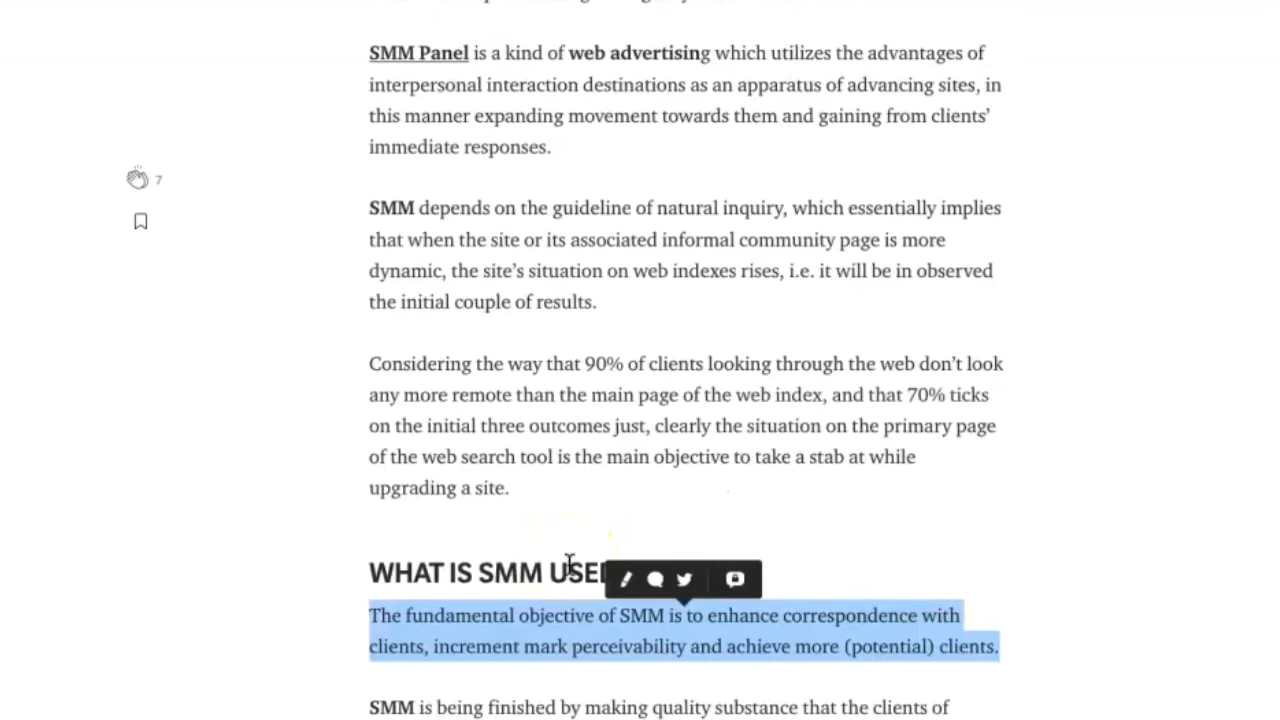 SMM Panel is a kind of web advertising which utilizes the advantages of
interpersonal interaction destinations as an apparatus of advancing sites, in
this manner expanding movement towards them and gaining from clients’
immediate responses.
7
SMM depends on the guideline of natural inquiry, which essentially implies
that when the site or its associated informal community page is more
dynamic, the site’s situation on web indexes rises, i.e. it will be in observed
the initial couple of results.
Considering the way that 90% of clients looking through the web don’t look
any more remote than the main page of the web index, and that 70% ticks
on the initial three outcomes just, clearly the situation on the primary page
of the web search tool is the main objective to take a stab at while
upgrading a site.
WHAT IS SMM USE
The fundamental objective of SMM is to enhance correspondence with
clients, increment mark perceivability and achieve more (potential) clients.
SMM is being finished by making quality substance that the clients of